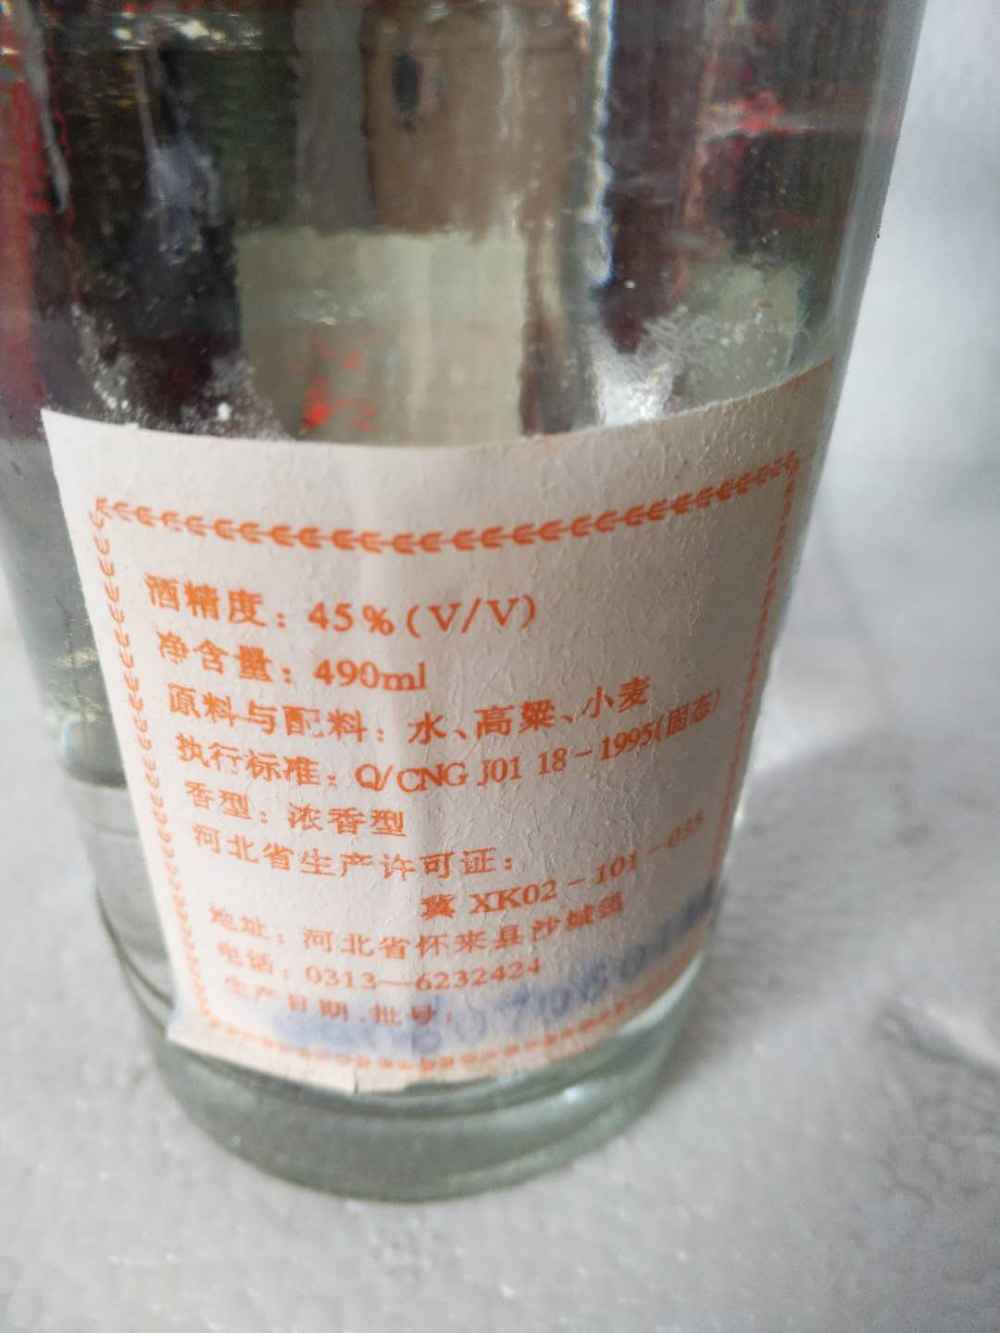 酒精度：45%(V/V)
净含量：490ml
原料与配料：水、高粱、小麦
执行标准：Q/CNG J01 18-1995(固态)
香型：浓香型
河北省生产许可证：
冀 XK02-101-035
地址：河北省怀来县沙城镇
电话：0313—6232424
生产日期.批号：